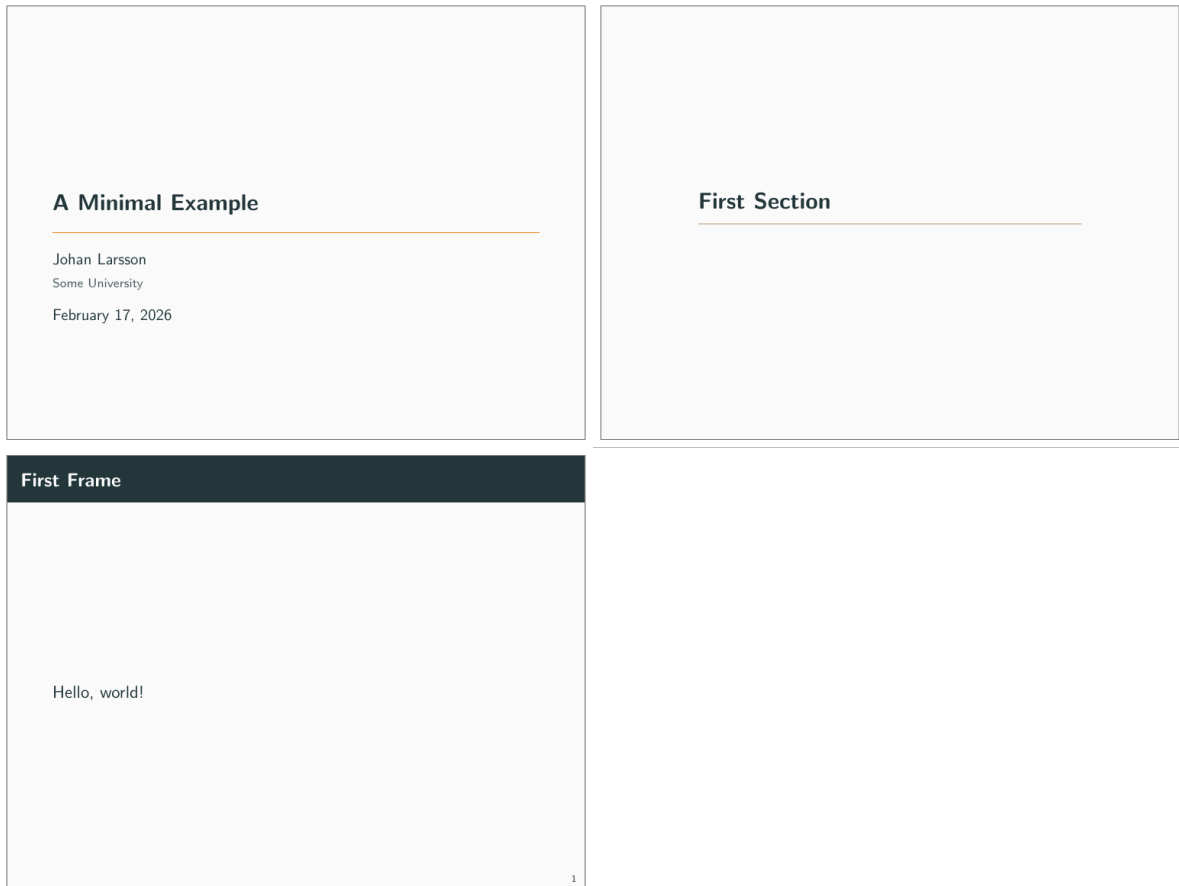 A Minimal Example
Johan Larsson
Some University
February 17, 2026
First Section
First Frame
Hello, world!
1